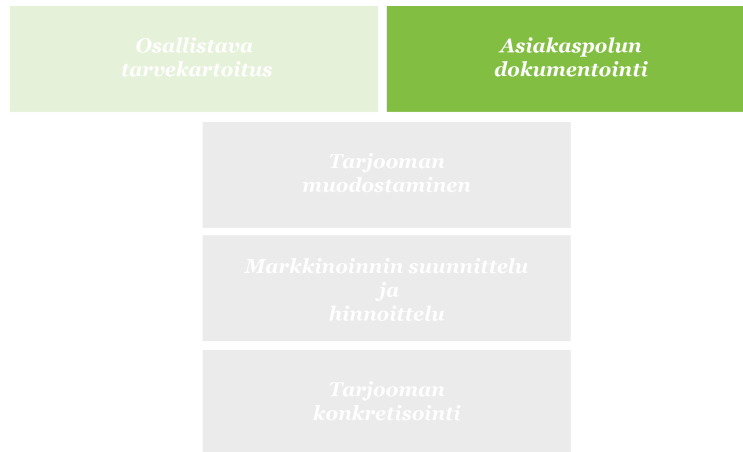 Osallistava
tarvekartoitus
Asiakaspolun
dokumentointi
Tarjooman
muodostaminen
Markkinoinnin suunnittelu
ja
hinnoittelu
Tarjooman
konkretisointi